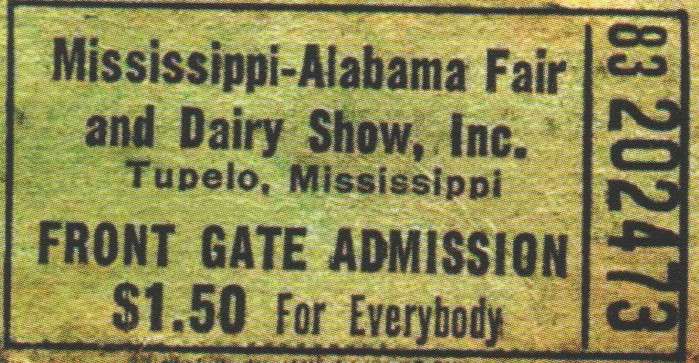 Mississippi-Alabama Fair
and Dairy Show, Inc.
Tupelo, Mississippi
FRONT GATE ADMISSION
$1.50 For Everybody
83 202473